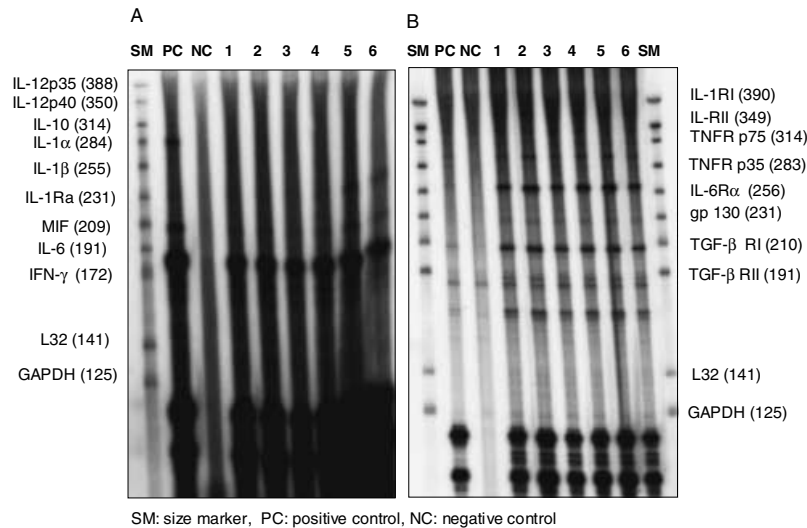 A
SM PC NC 1 2 3 4 5 6
IL-12p35 (388)
IL-12p40 (350)
IL-10 (314)
IL-1α (284)
IL-1β (255)
IL-1Ra (231)
MIF (209)
IL-6 (191)
IFN-γ (172)
L32 (141)
GAPDH (125)
B
SM PC NC 1 2 3 4 5 6 SM
IL-1RI (390)
IL-RII (349)
TNFR p75 (314)
TNFR p35 (283)
IL-6Rα (256)
gp 130 (231)
TGF-β RI (210)
TGF-β RII (191)
L32 (141)
GAPDH (125)
SM: size marker, PC: positive control, NC: negative control